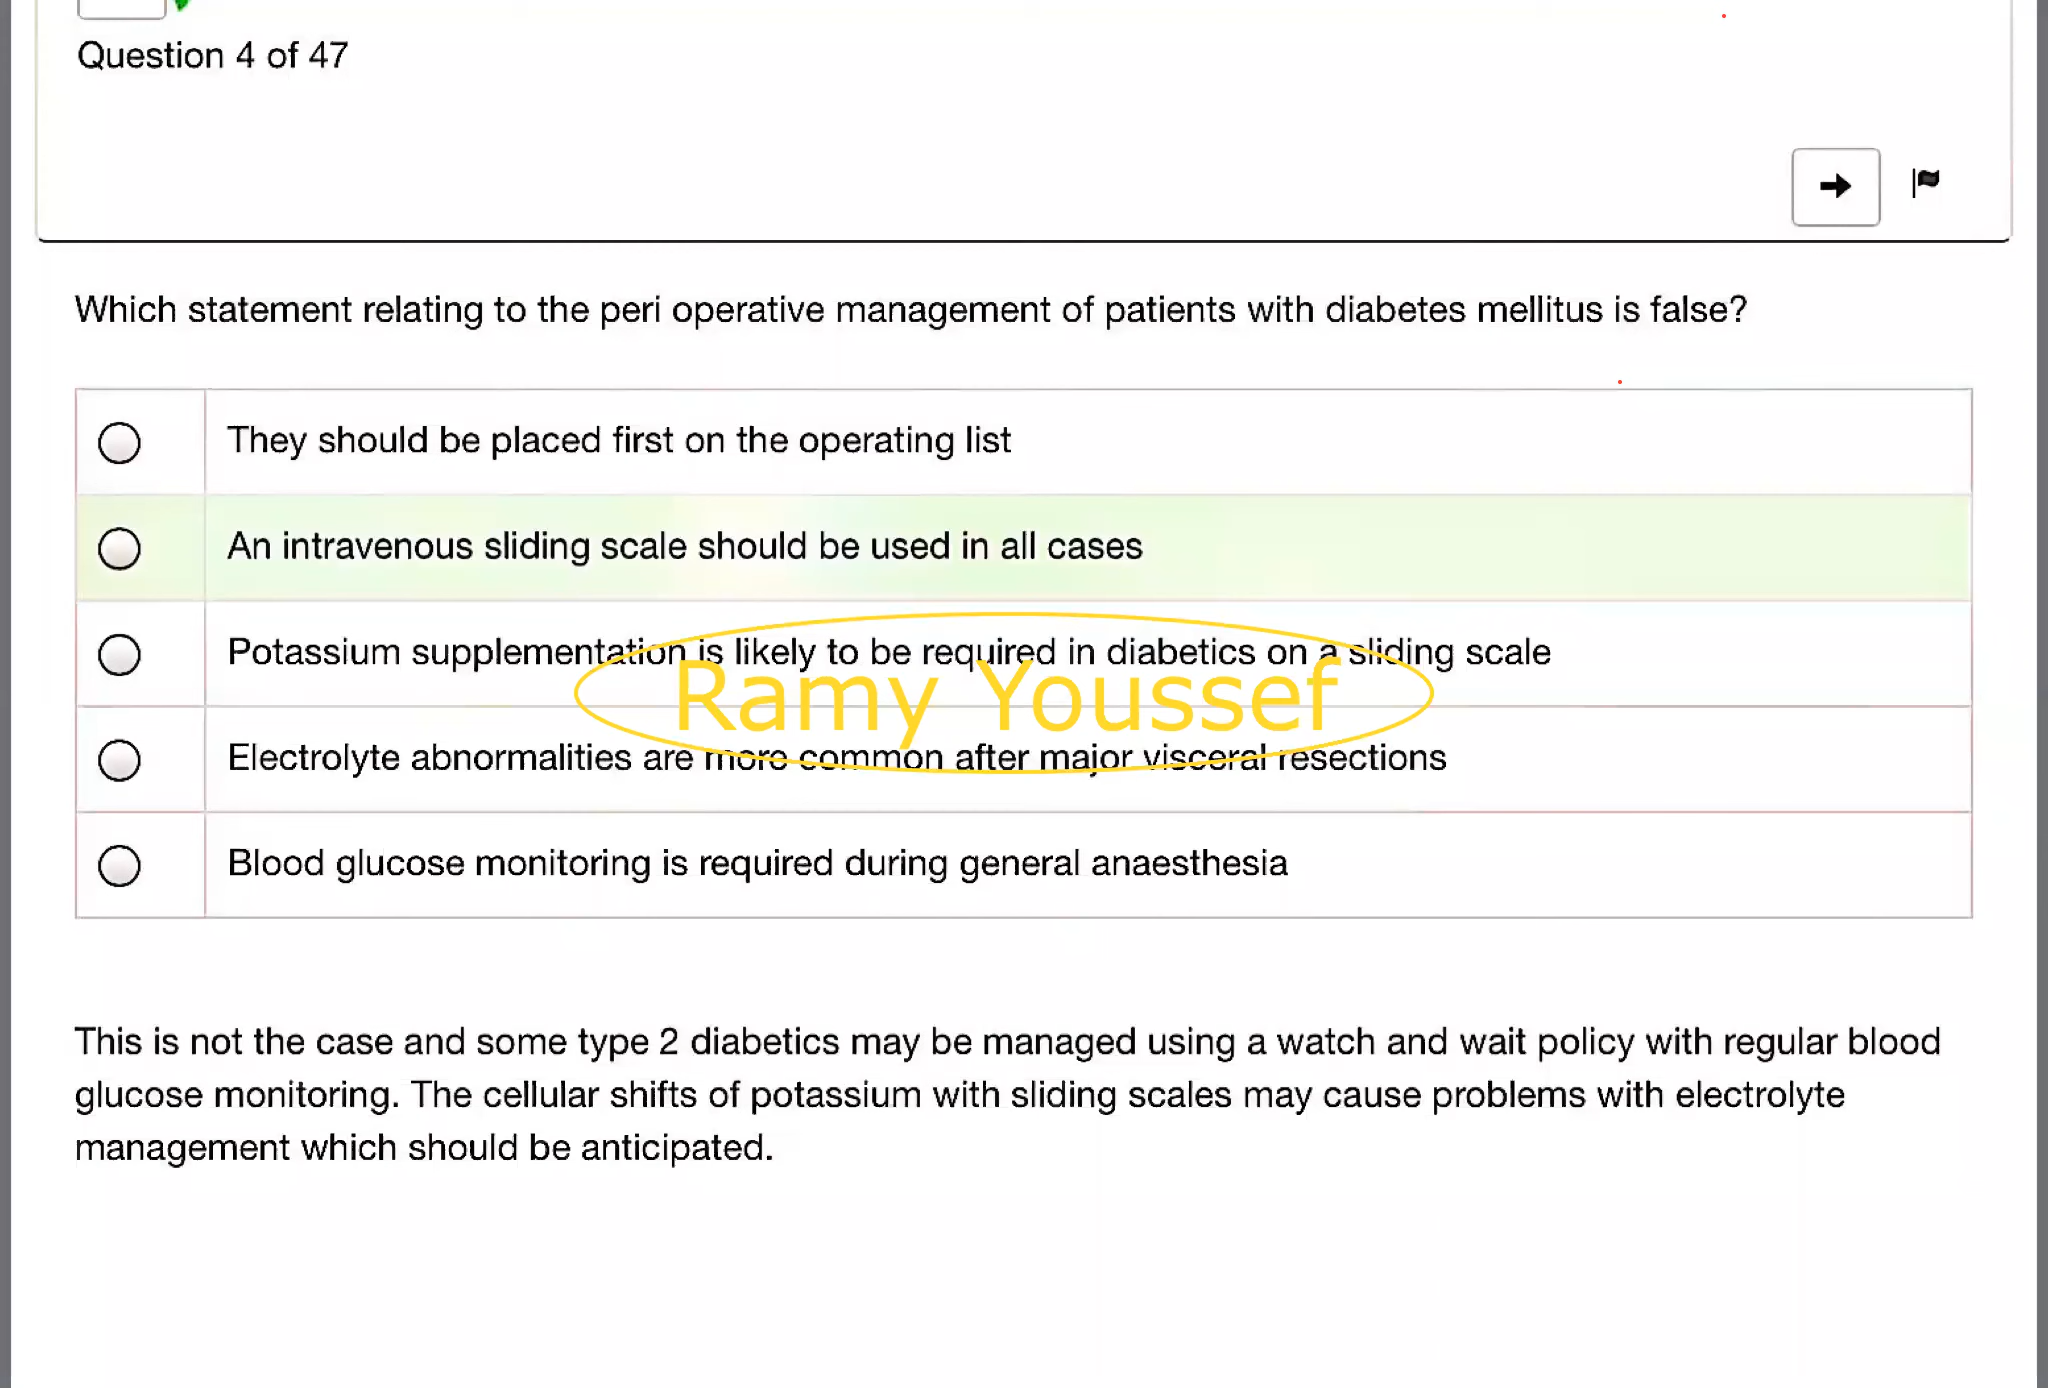 Question 4 of 47
Which statement relating to the peri operative management of patients with diabetes mellitus is false?
They should be placed first on the operating list
An intravenous sliding scale should be used in all cases
Potassium supplementation is likely to be required in diabetics on a sliding scale
Ramy Youssef
Electrolyte abnormalities are more common after major visceral resections
Blood glucose monitoring is required during general anaesthesia
This is not the case and some type 2 diabetics may be managed using a watch and wait policy with regular blood
glucose monitoring. The cellular shifts of potassium with sliding scales may cause problems with electrolyte
management which should be anticipated.